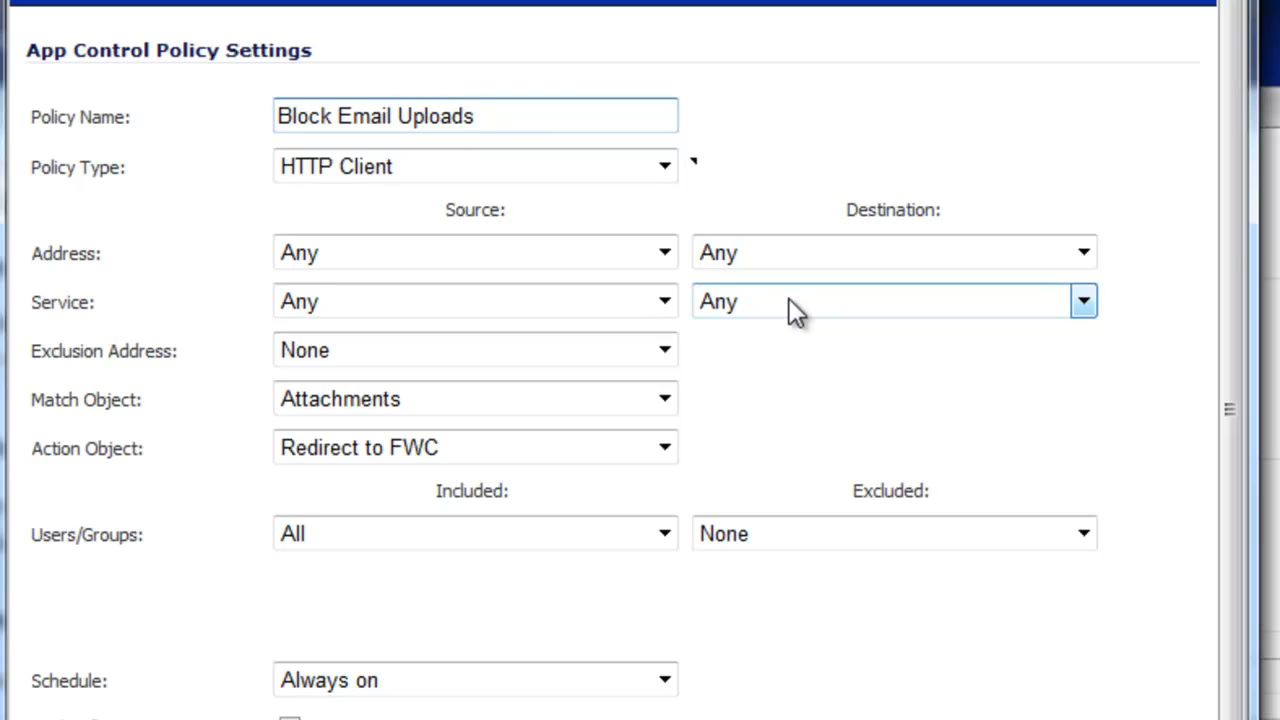 App Control Policy Settings
Policy Name: Block Email Uploads
Policy Type: HTTP Client
Source: Destination:
Address: Any Any
Service: Any Any
Exclusion Address: None
Match Object: Attachments
Action Object: Redirect to FWC
Included: Excluded:
Users/Groups: All None
Schedule: Always on